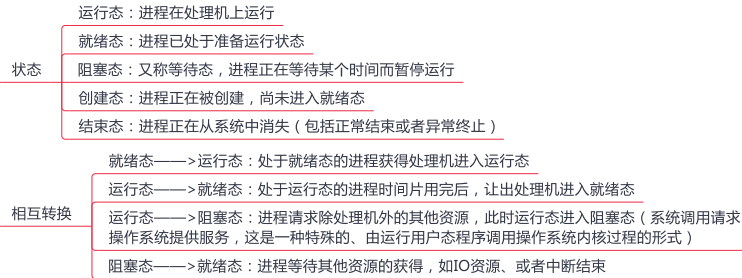 状态
运行态：进程在处理机上运行
就绪态：进程已处于准备运行状态
阻塞态：又称等待态，进程正在等待某个时间而暂停运行
创建态：进程正在被创建，尚未进入就绪态
结束态：进程正在从系统中消失（包括正常结束或者异常终止）
相互转换
就绪态——>运行态：处于就绪态的进程获得处理机进入运行态
运行态——>就绪态：处于运行态的进程时间片用完后，让出处理机进入就绪态
运行态——>阻塞态：进程请求除处理机外的其他资源，此时运行态进入阻塞态（系统调用请求
操作系统提供服务，这是一种特殊的、由运行用户态程序调用操作系统内核过程的形式）
阻塞态——>就绪态：进程等待其他资源的获得，如IO资源、或者中断结束